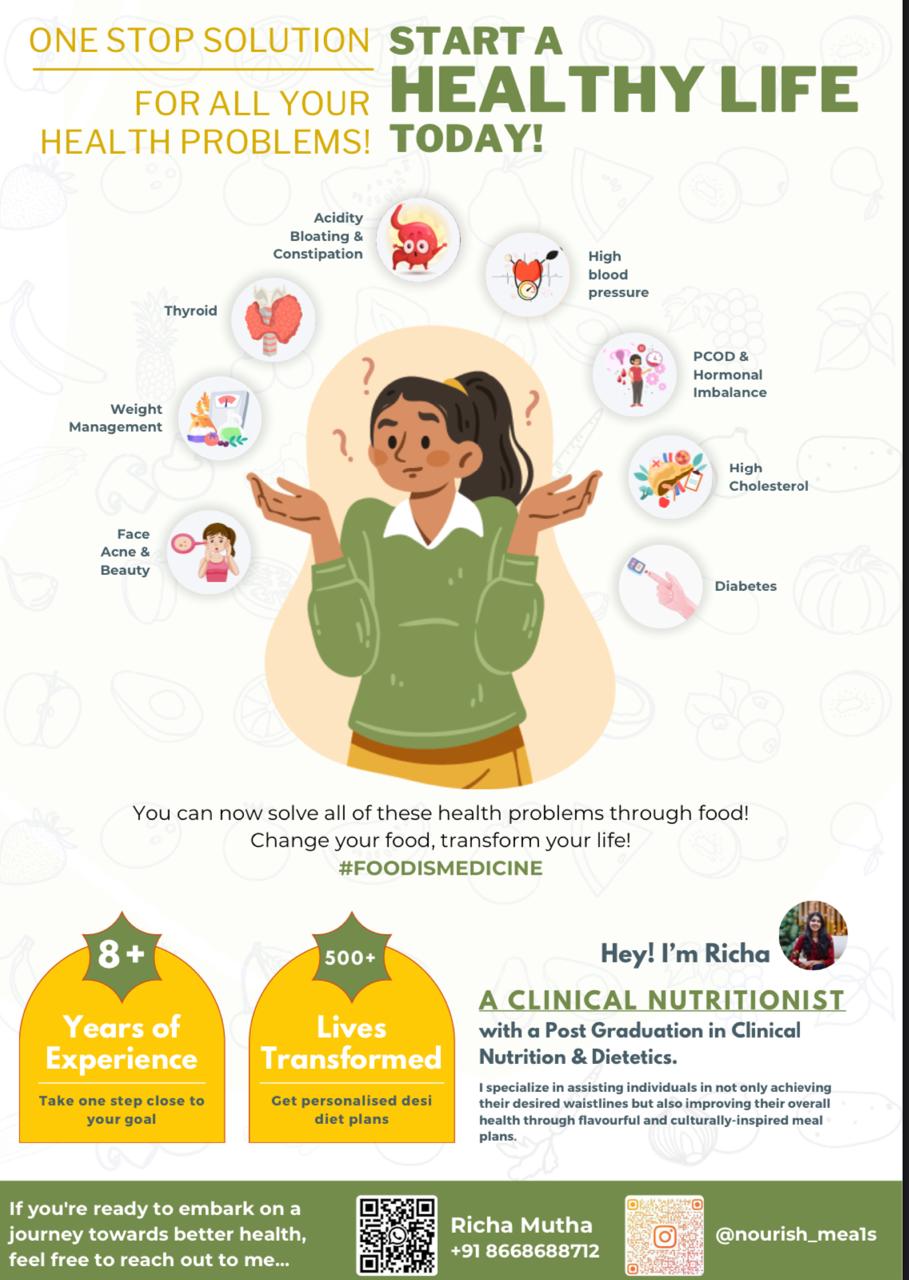 ONE STOP SOLUTION
FOR ALL YOUR
HEALTH PROBLEMS!
START A
HEALTHY LIFE
TODAY!
Acidity
Bloating &
Constipation
High
blood
pressure
Thyroid
PCOD &
Hormonal
Imbalance
Weight
Management
High
Cholesterol
Face
Acne &
Beauty
Diabetes
You can now solve all of these health problems through food!
Change your food, transform your life!
#FOODISMEDICINE
8+
Years of
Experience
Take one step close to
your goal
500+
Lives
Transformed
Get personalised desi
diet plans
Hey! I'm Richa
A CLINICAL NUTRITIONIST
with a Post Graduation in Clinical
Nutrition & Dietetics.
I specialize in assisting individuals in not only achieving
their desired waistlines but also improving their overall
health through flavourful and culturally-inspired meal
plans.
If you're ready to embark on a
journey towards better health,
feel free to reach out to me...
Richa Mutha
+91 8668688712
@nourish_mea1s